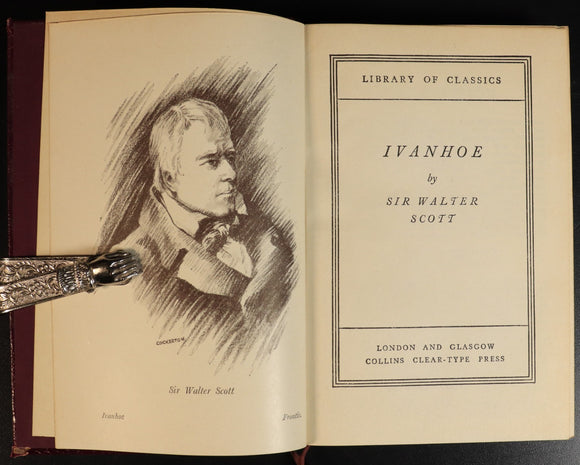 COCKERTON.
Sir Walter Scott
Ivanhoe
LIBRARY OF CLASSICS
IVANHOE
by
SIR WALTER
SCOTT
LONDON AND GLASGOW
COLLINS CLEAR-TYPE PRESS